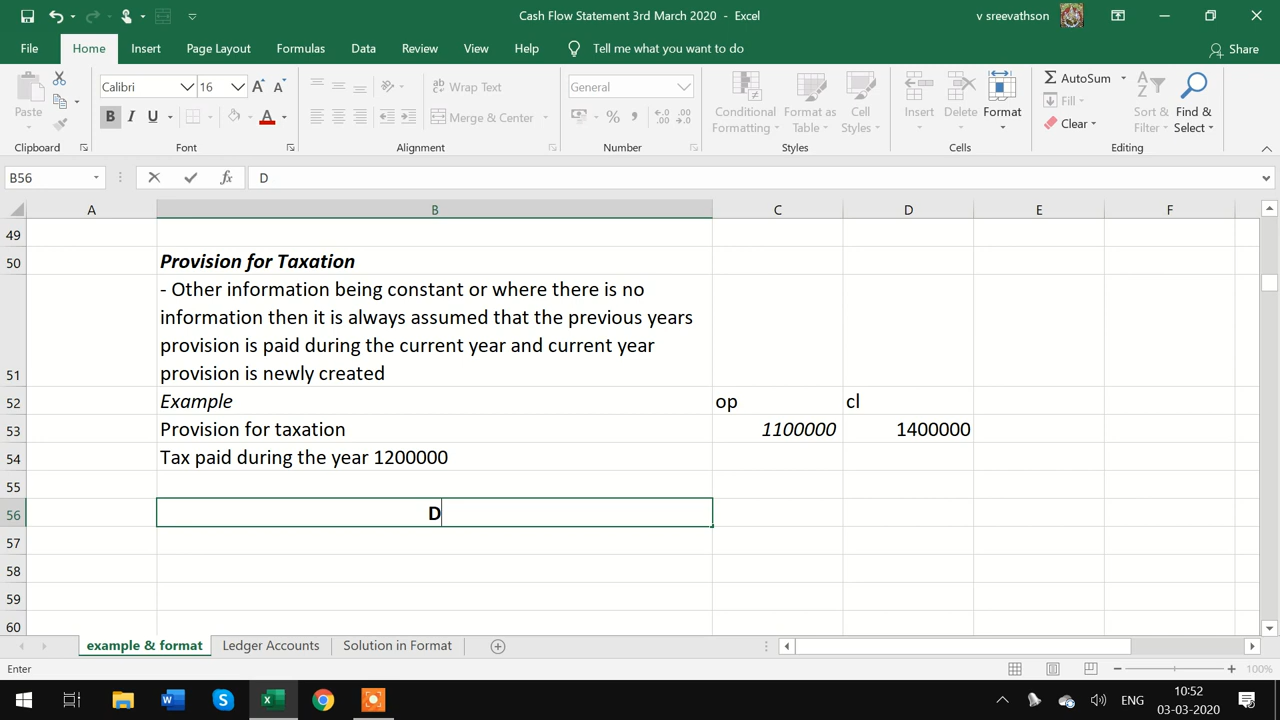 Cash Flow Statement 3rd March 2020 - Excel
v sreevathson
File Home Insert Page Layout Formulas Data Review View Help Tell me what you want to do Share
Paste
Calibri 16
B I U A
Wrap Text
Merge & Center
General
% ,
Conditional Formatting
Format as Table
Cell Styles
Insert Delete Format
AutoSum
Fill
Clear
Sort & Filter
Find & Select
Clipboard Font Alignment Number Styles Cells Editing
B56 fx D
A B C D E F
49
50 Provision for Taxation
- Other information being constant or where there is no
information then it is always assumed that the previous years
provision is paid during the current year and current year
51 provision is newly created
52 Example op cl
53 Provision for taxation 1100000 1400000
54 Tax paid during the year 1200000
55
56 D
57
58
59
60
example & format Ledger Accounts Solution in Format
Enter 100%
ENG 10:52
03-03-2020